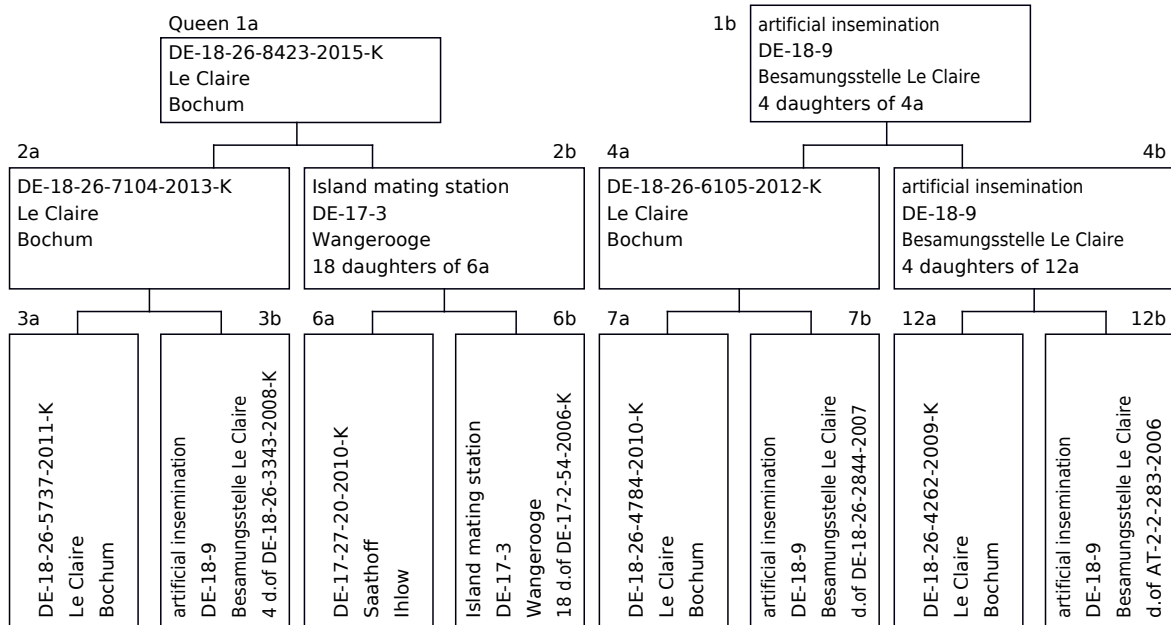 Queen 1a
DE-18-26-8423-2015-K
Le Claire
Bochum
1b
artificial insemination
DE-18-9
Besamungsstelle Le Claire
4 daughters of 4a
2a
DE-18-26-7104-2013-K
Le Claire
Bochum
2b
Island mating station
DE-17-3
Wangerooge
18 daughters of 6a
4a
DE-18-26-6105-2012-K
Le Claire
Bochum
4b
artificial insemination
DE-18-9
Besamungsstelle Le Claire
4 daughters of 12a
3a
DE-18-26-5737-2011-K
Le Claire
Bochum
3b
artificial insemination
DE-18-9
Besamungsstelle Le Claire
4 d.of DE-18-26-3343-2008-K
6a
DE-17-27-20-2010-K
Saathoff
Ihlow
6b
Island mating station
DE-17-3
Wangerooge
18 d.of DE-17-2-54-2006-K
7a
DE-18-26-4784-2010-K
Le Claire
Bochum
7b
artificial insemination
DE-18-9
Besamungsstelle Le Claire
d.of DE-18-26-2844-2007
12a
DE-18-26-4262-2009-K
Le Claire
Bochum
12b
artificial insemination
DE-18-9
Besamungsstelle Le Claire
d.of AT-2-2-283-2006